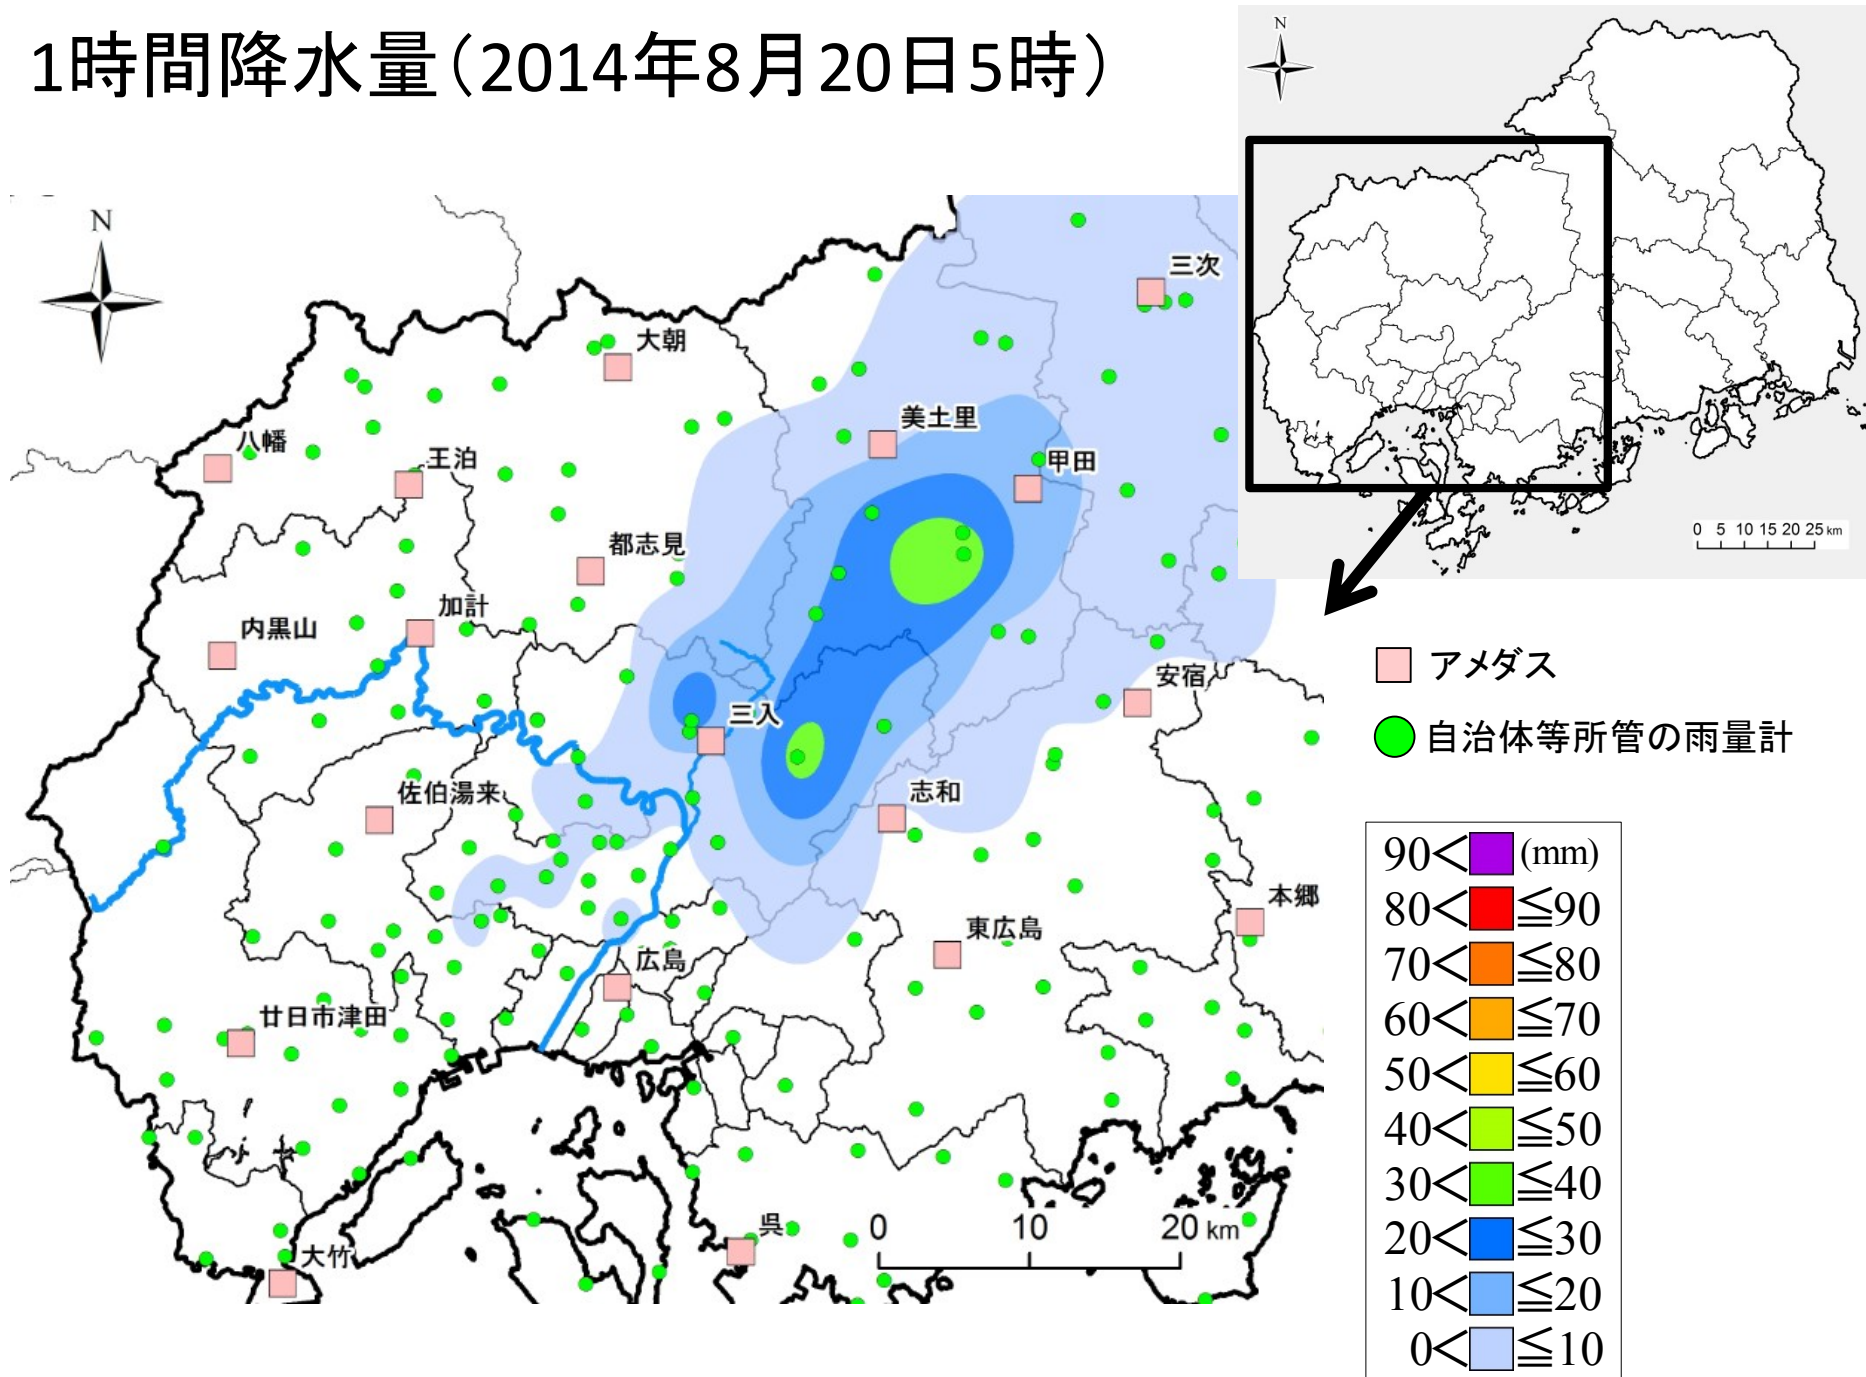 1時間降水量(2014年8月20日5時)
N
N
三次
大朝
美土里
八幡
王泊
甲田
都志見
加計
内黒山
安宿
三入
佐伯湯来
志和
本郷
東広島
広島
廿日市津田
呉
大竹
0 10 20 km
0 5 10 15 20 25 km
アメダス
自治体等所管の雨量計
90< (mm)
80< ≦90
70< ≦80
60< ≦70
50< ≦60
40< ≦50
30< ≦40
20< ≦30
10< ≦20
0< ≦10